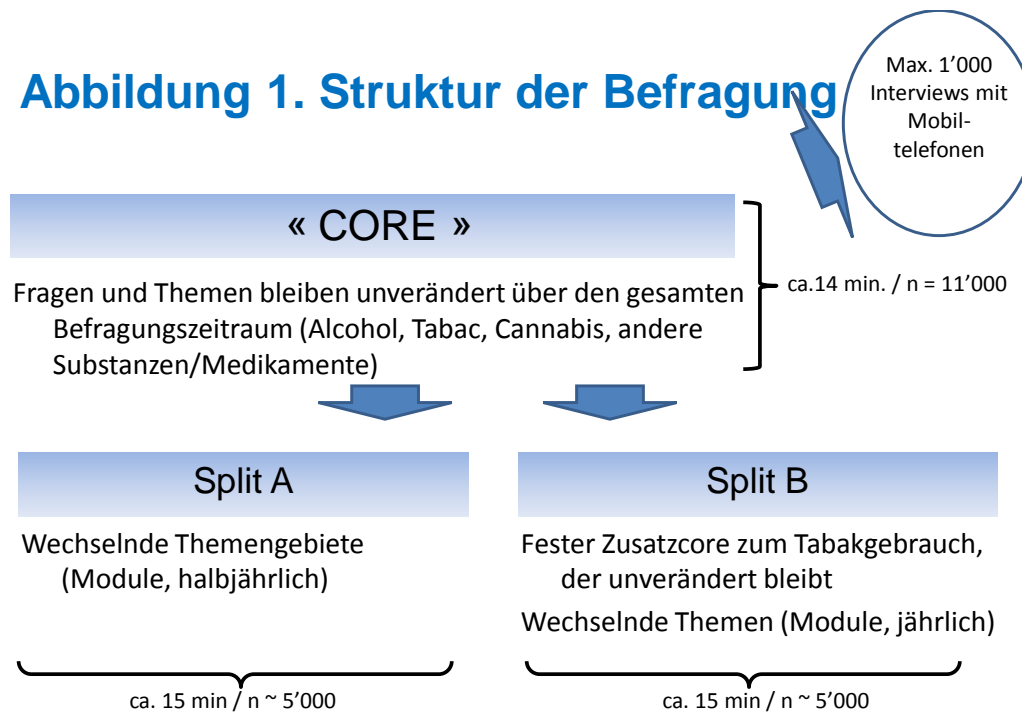 Abbildung 1. Struktur der Befragung
Max. 1’000
Interviews mit
Mobil-
telefonen
« CORE »
Fragen und Themen bleiben unverändert über den gesamten
Befragungszeitraum (Alcohol, Tabac, Cannabis, andere
Substanzen/Medikamente)
ca.14 min. / n = 11’000
Split A
Wechselnde Themengebiete
(Module, halbjährlich)
ca. 15 min / n ~ 5’000
Split B
Fester Zusatzcore zum Tabakgebrauch,
der unverändert bleibt
Wechselnde Themen (Module, jährlich)
ca. 15 min / n ~ 5’000